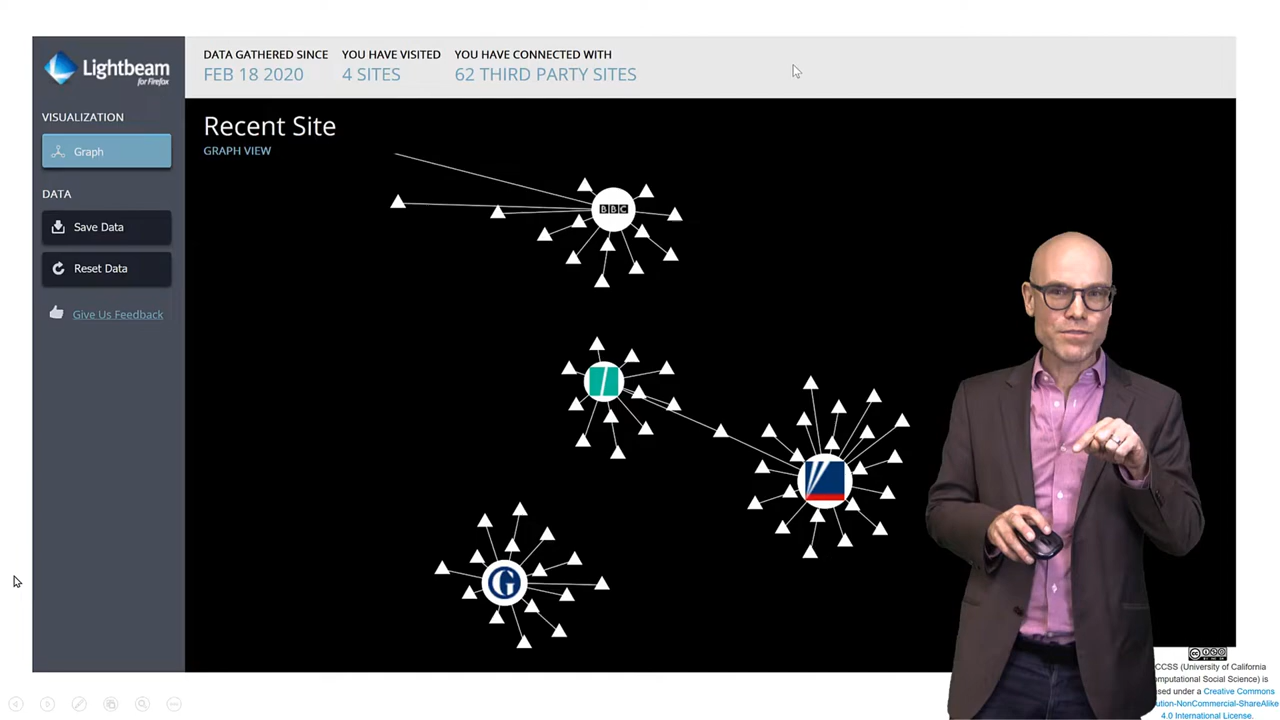 Lightbeam
for Firefox
DATA GATHERED SINCE
FEB 18 2020
YOU HAVE VISITED
4 SITES
YOU HAVE CONNECTED WITH
62 THIRD PARTY SITES
VISUALIZATION
Graph
DATA
Save Data
Reset Data
Give Us Feedback
Recent Site
GRAPH VIEW
BBC
G
CCSS (University of California
omputational Social Science) is
sed under a Creative Commons
ution-NonCommercial-ShareAlike
4.0 International License.